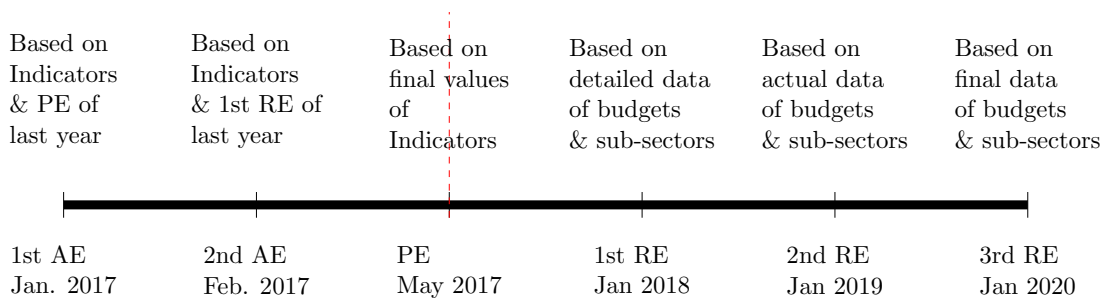 Based on
Indicators
& PE of
last year
Based on
Indicators
& 1st RE of
last year
Based on
final values
of
Indicators
Based on
detailed data
of budgets
& sub-sectors
Based on
actual data
of budgets
& sub-sectors
Based on
final data
of budgets
& sub-sectors
1st AE
Jan. 2017
2nd AE
Feb. 2017
PE
May 2017
1st RE
Jan 2018
2nd RE
Jan 2019
3rd RE
Jan 2020